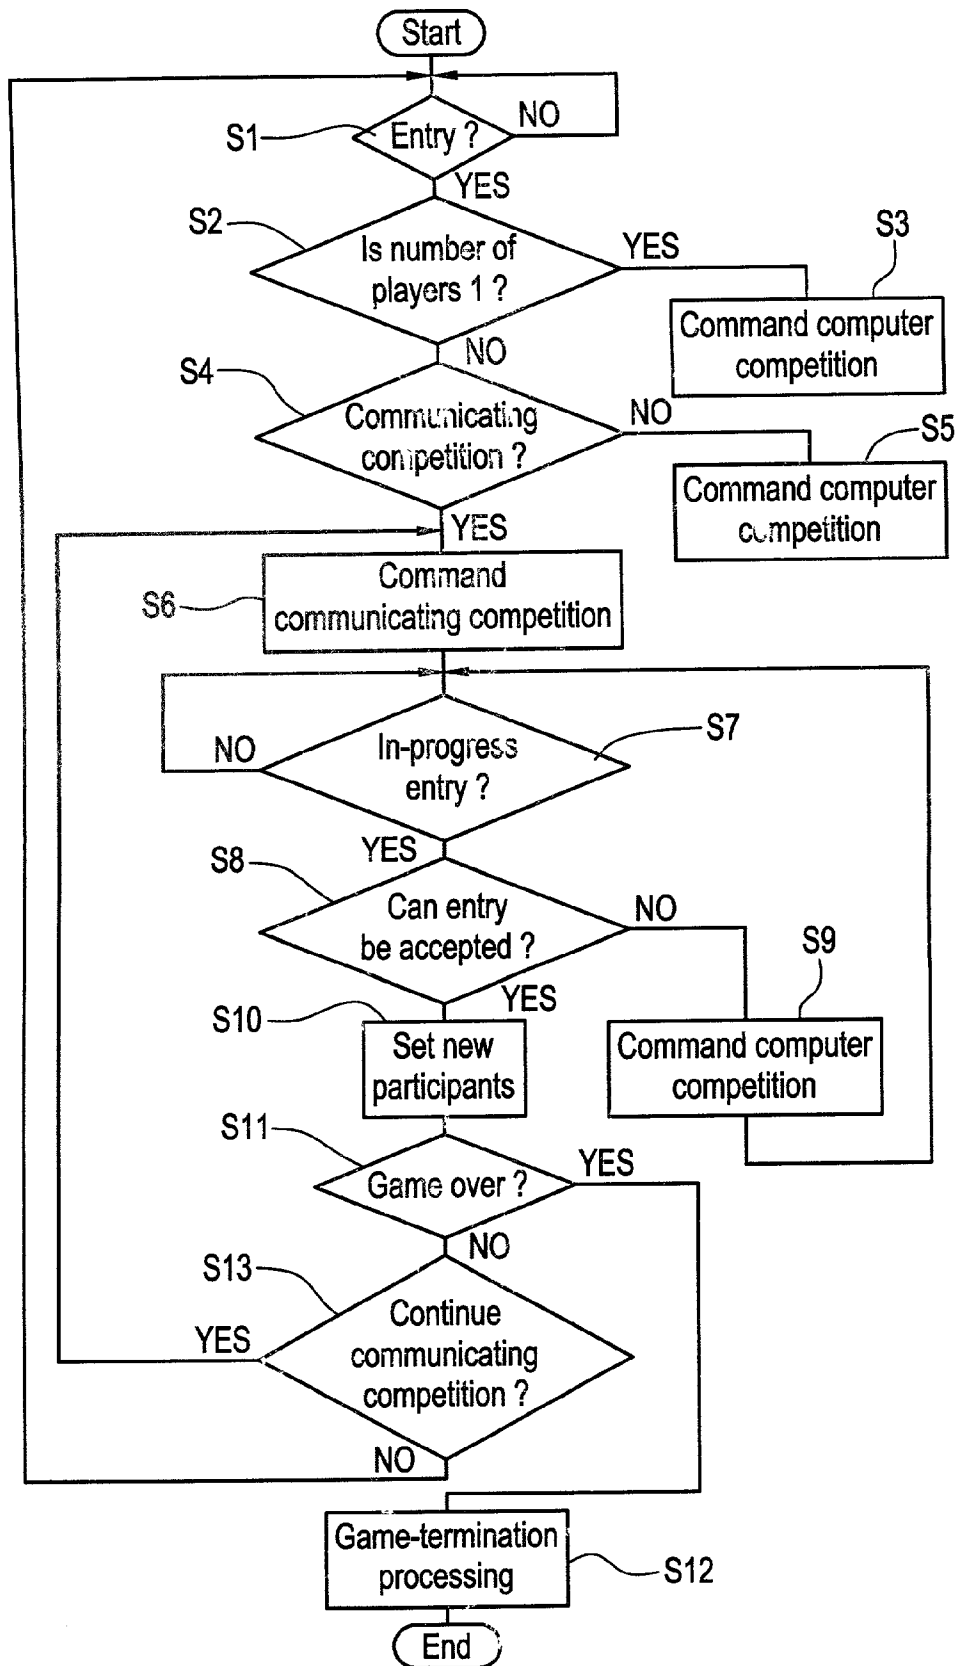 Start
S1
Entry ?
NO
YES
S2
Is number of
players 1 ?
YES
S3
Command computer
competition
NO
S4
Communicating
competition ?
NO
S5
Command computer
competition
YES
S6
Command
communicating competition
S7
In-progress
entry ?
NO
YES
S8
Can entry
be accepted ?
NO
S9
Command computer
competition
YES
S10
Set new
participants
S11
Game over ?
YES
NO
S13
Continue
communicating
competition ?
YES
NO
Game-termination
processing
S12
End